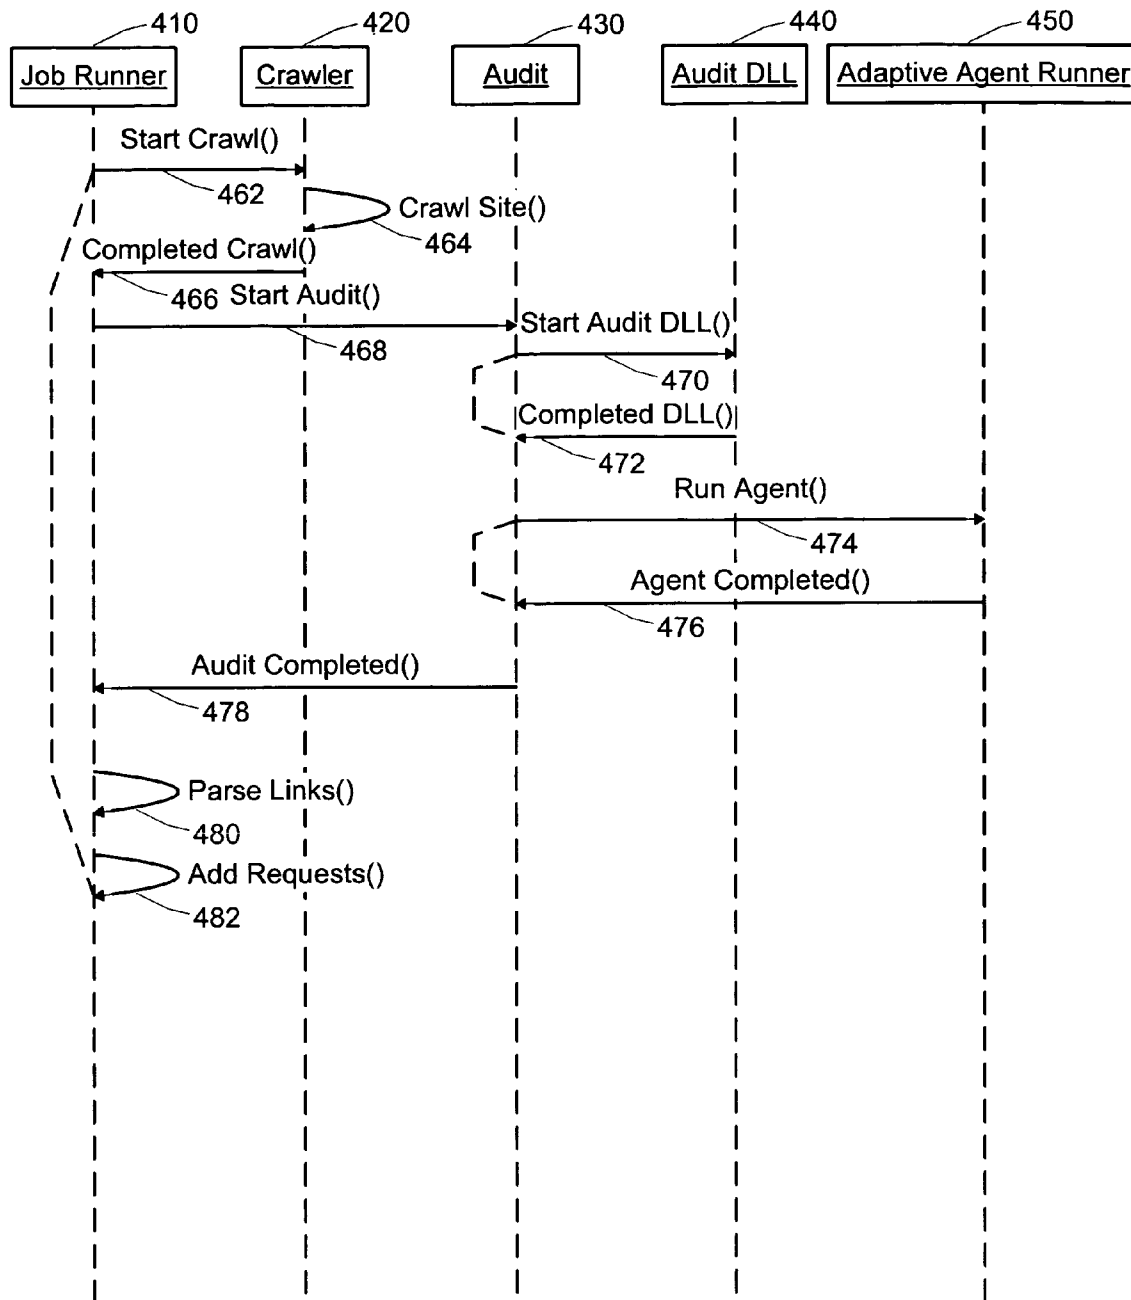 410 420 430 440 450
Job Runner Crawler Audit Audit DLL Adaptive Agent Runner
Start Crawl()
462
Crawl Site()
464
Completed Crawl()
466 Start Audit()
468
Start Audit DLL()
470
Completed DLL()
472
Run Agent()
474
Agent Completed()
476
Audit Completed()
478
Parse Links()
480
Add Requests()
482